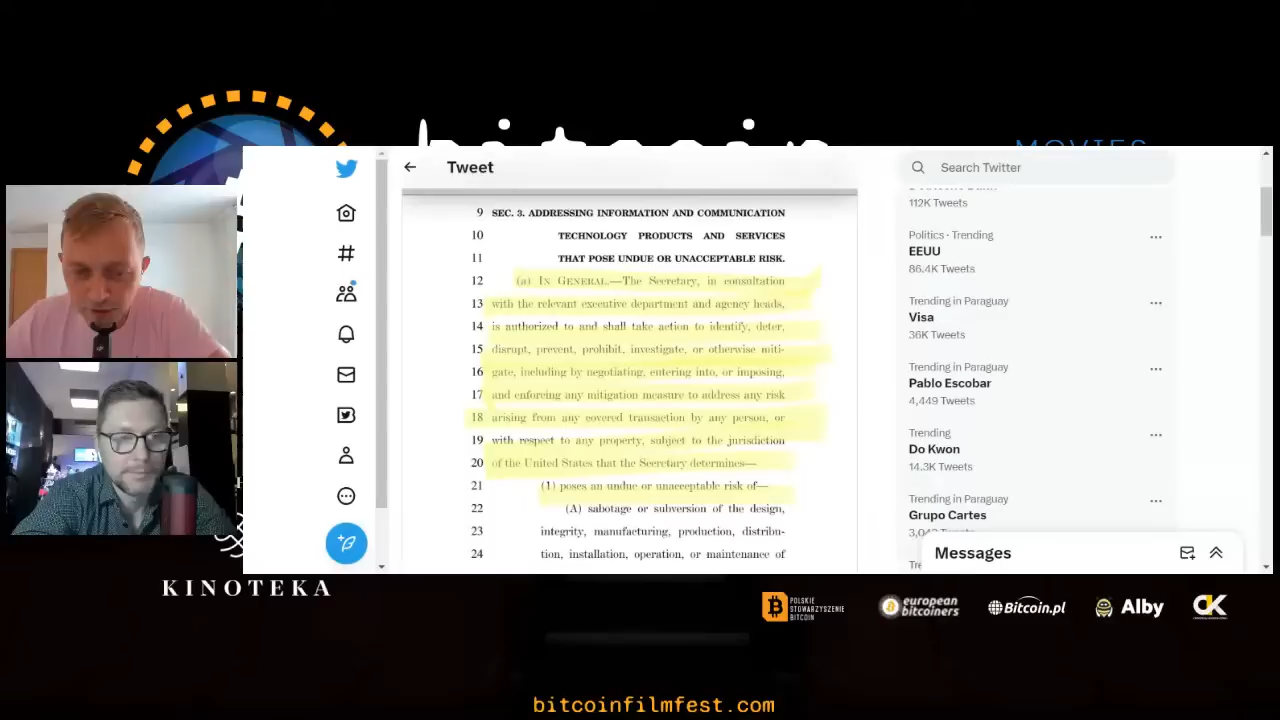 bitcoin
MOVIES
Tweet
Search Twitter
9 SEC. 3. ADDRESSING INFORMATION AND COMMUNICATION
10 TECHNOLOGY PRODUCTS AND SERVICES
11 THAT POSE UNDUE OR UNACCEPTABLE RISK.
12 (a) IN GENERAL.—The Secretary, in consultation
13 with the relevant executive department and agency heads,
14 is authorized to and shall take action to identify, deter,
15 disrupt, prevent, prohibit, investigate, or otherwise miti-
16 gate, including by negotiating, entering into, or imposing,
17 and enforcing any mitigation measure to address any risk
18 arising from any covered transaction by any person, or
19 with respect to any property, subject to the jurisdiction
20 of the United States that the Secretary determines—
21 (1) poses an undue or unacceptable risk of—
22 (A) sabotage or subversion of the design,
23 integrity, manufacturing, production, distribu-
24 tion, installation, operation, or maintenance of
112K Tweets
Politics · Trending
EEUU
86.4K Tweets
Trending in Paraguay
Visa
36K Tweets
Trending in Paraguay
Pablo Escobar
4,449 Tweets
Trending
Do Kwon
14.3K Tweets
Trending in Paraguay
Grupo Cartes
Tweets
Messages
KINOTEKA
POLSKIE
STOWARZYSZENIE
BITCOIN
european
bitcoiners
Bitcoin.pl
Alby
bitcoinfilmfest.com